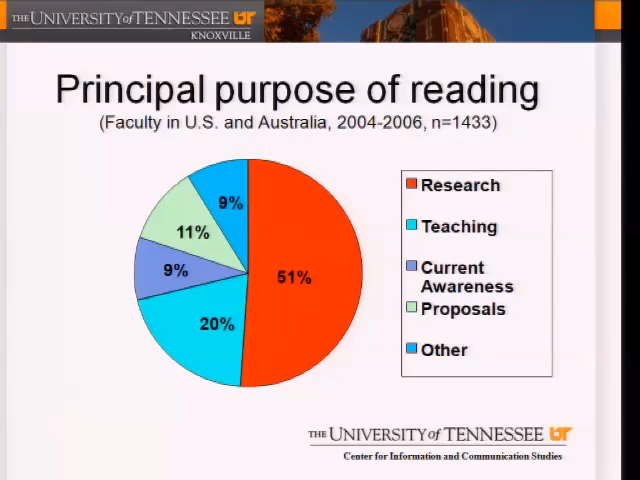 THE UNIVERSITY of TENNESSEE UT
KNOXVILLE
Principal purpose of reading
(Faculty in U.S. and Australia, 2004-2006, n=1433)
9%
11%
9%
51%
20%
Research
Teaching
Current
Awareness
Proposals
Other
THE UNIVERSITY of TENNESSEE UT
Center for Information and Communication Studies